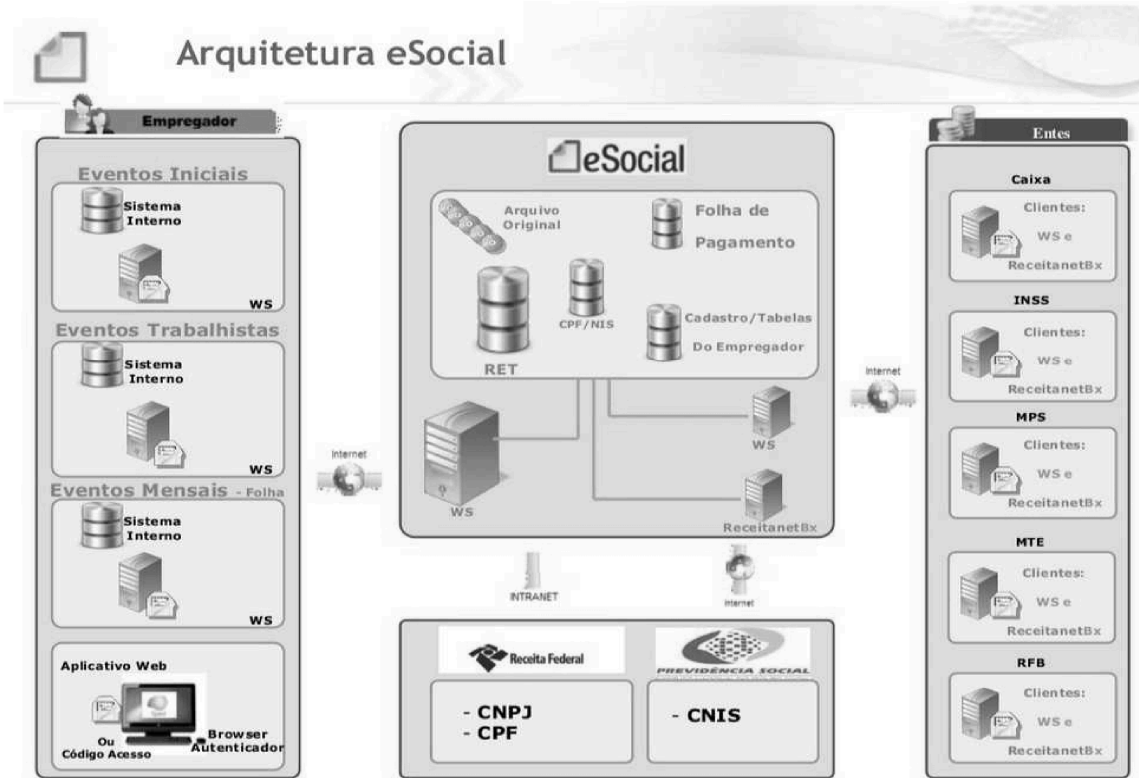 Arquitetura eSocial
Empregador
Eventos Iniciais
Sistema
Interno
WS
Eventos Trabalhistas
Sistema
Interno
WS
Eventos Mensais - Folha
Sistema
Interno
WS
Aplicativo Web
Ou
Código Acesso
Browser
Autenticador
Internet
eSocial
Arquivo
Original
Folha de
Pagamento
CPF/NIS
RET
Cadastro/Tabelas
Do Empregador
WS
WS
ReceitanetBx
INTRANET
Internet
Receita Federal
- CNPJ
- CPF
PREVIDÊNCIA SOCIAL
- CNIS
Internet
Entes
Caixa
Clientes:
WS e
ReceitanetBx
INSS
Clientes:
WS e
ReceitanetBx
MPS
Clientes:
WS e
ReceitanetBx
MTE
Clientes:
WS e
ReceitanetBx
RFB
Clientes:
WS e
ReceitanetBx